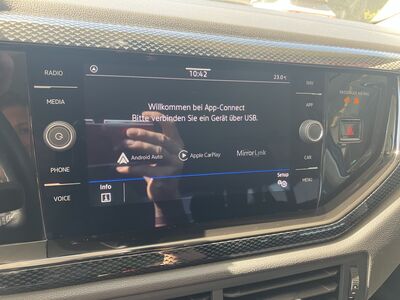 RADIO
MEDIA
PHONE
VOICE
10:42
23.0°C
Willkommen bei App-Connect
Bitte verbinden Sie ein Gerät über USB.
Android Auto
Apple CarPlay
MirrorLink
Info
Setup
NAV
APP
CAR
MENU